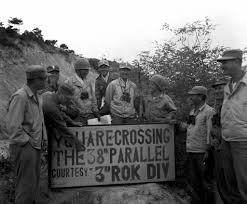 YOU ARE CROSSING
THE 38TH PARALLEL
COURTESY 3RD ROK DIV